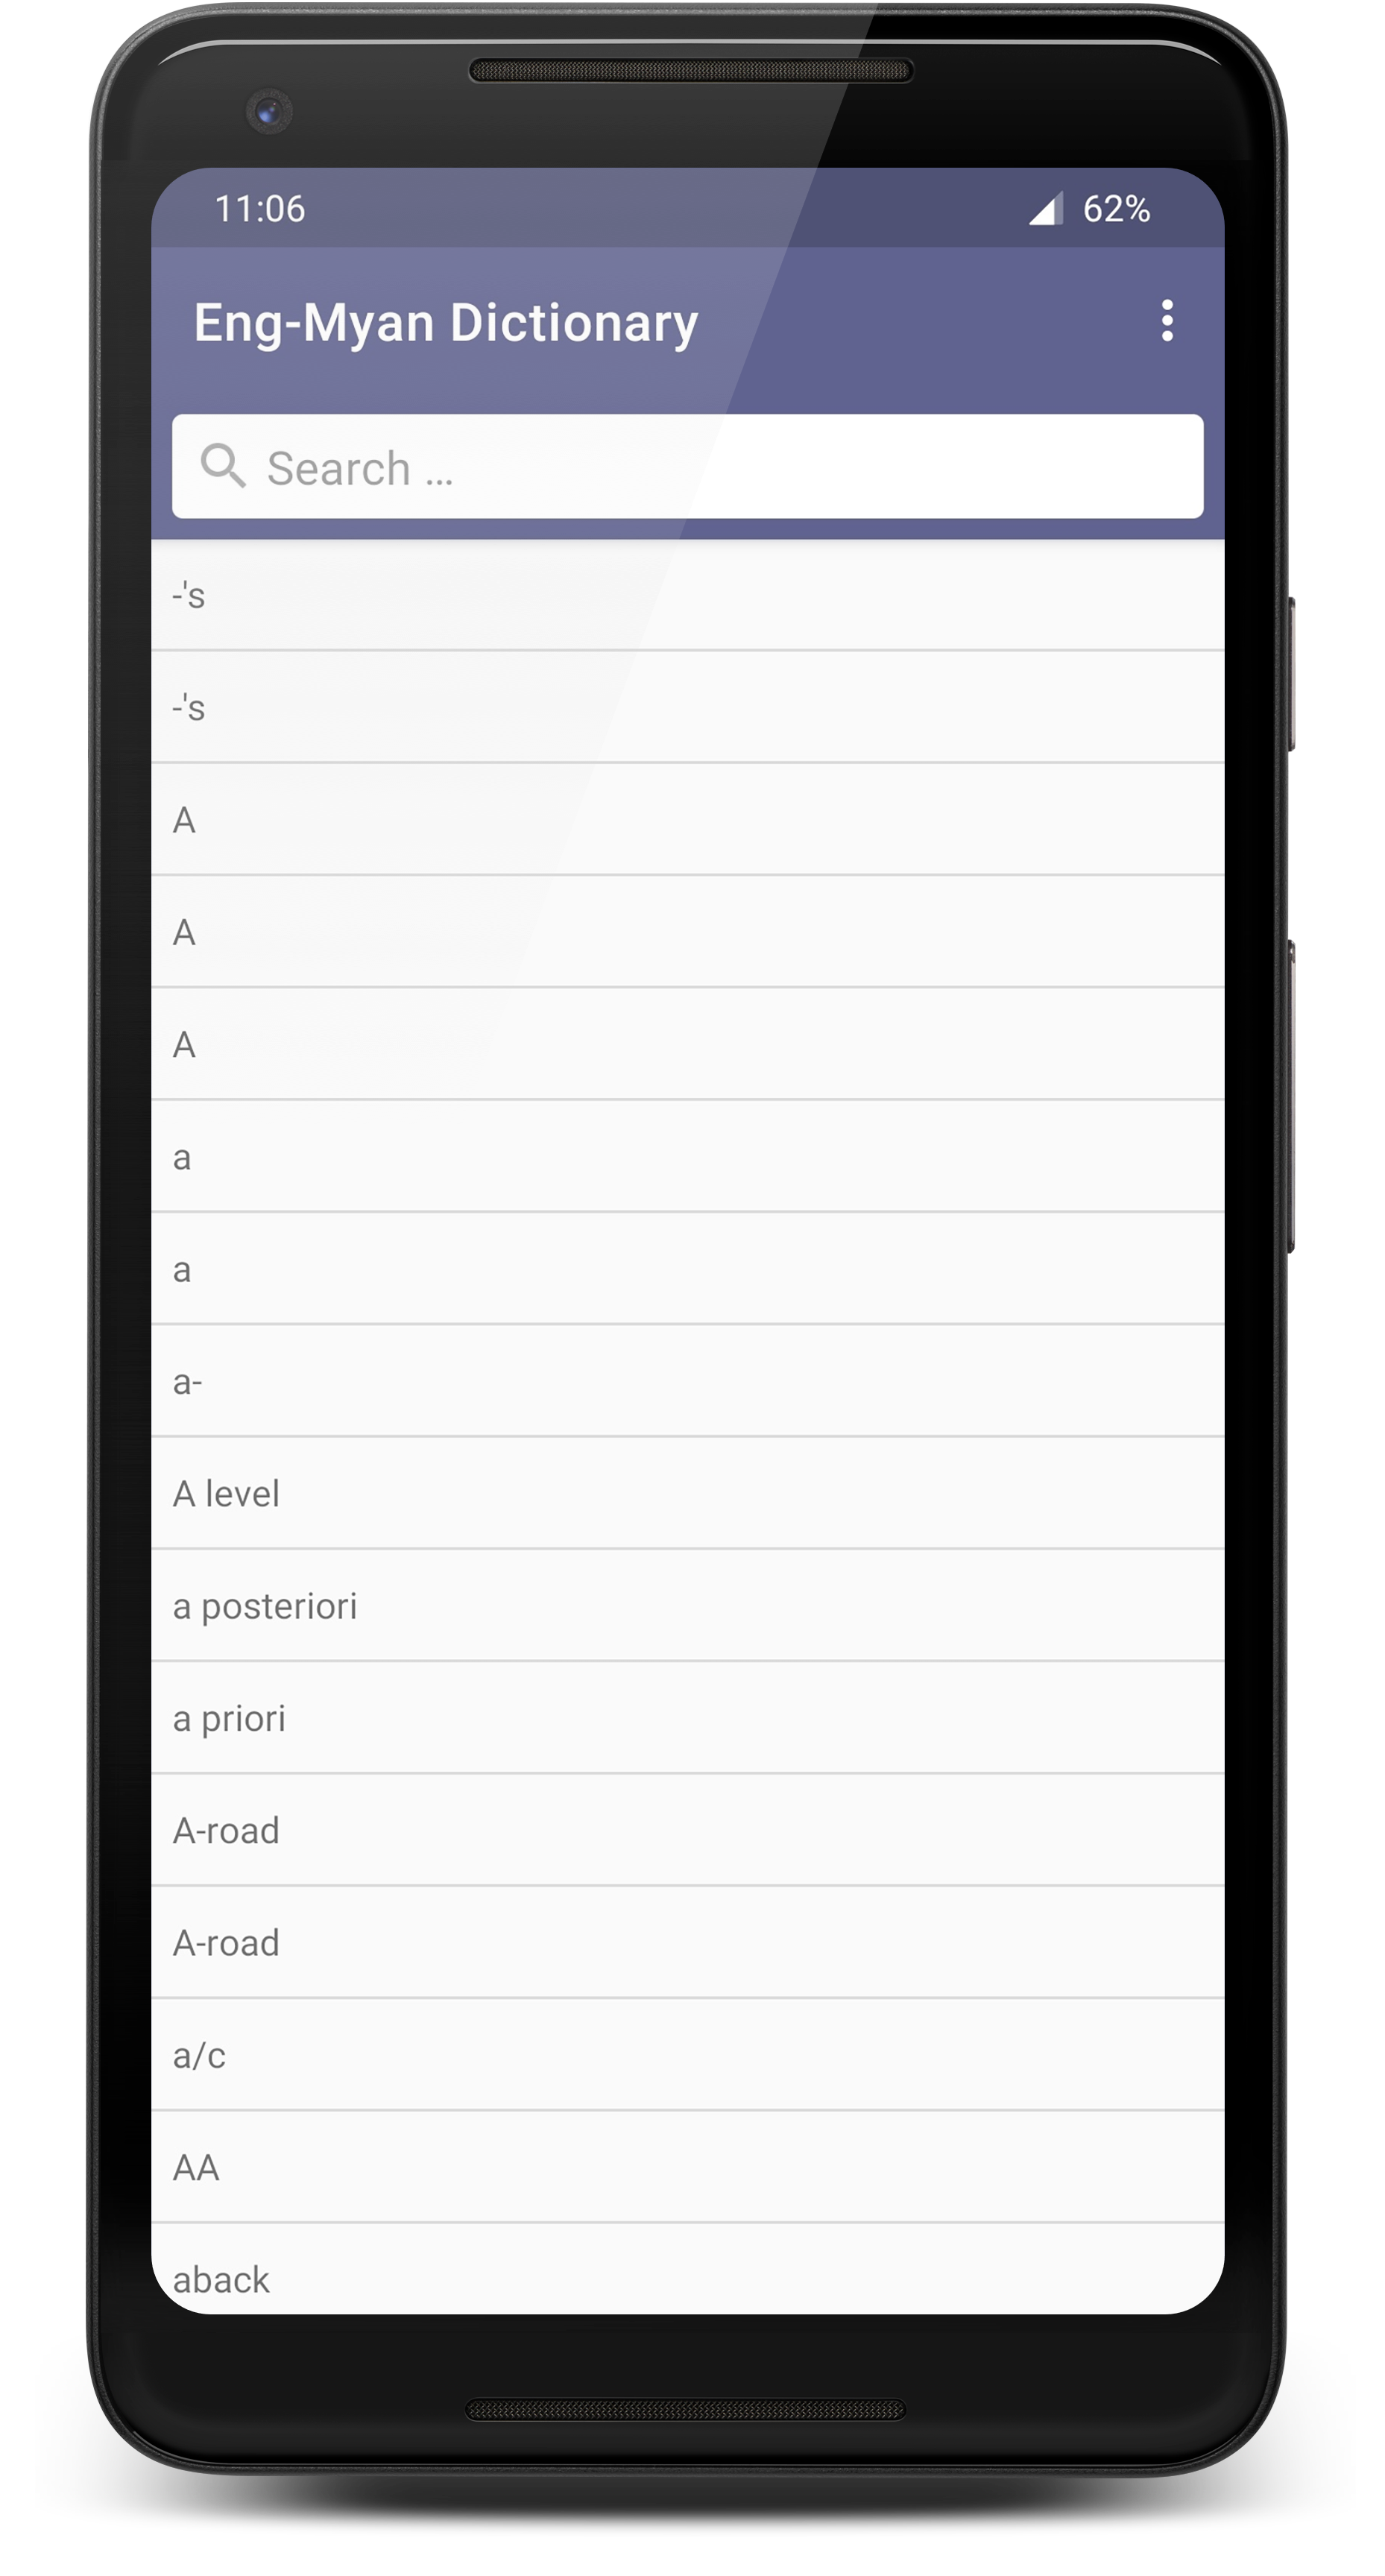 11:06 62%
Eng-Myan Dictionary
Search ...
-'s
-'s
A
A
A
a
a
a-
A level
a posteriori
a priori
A-road
A-road
a/c
AA
aback